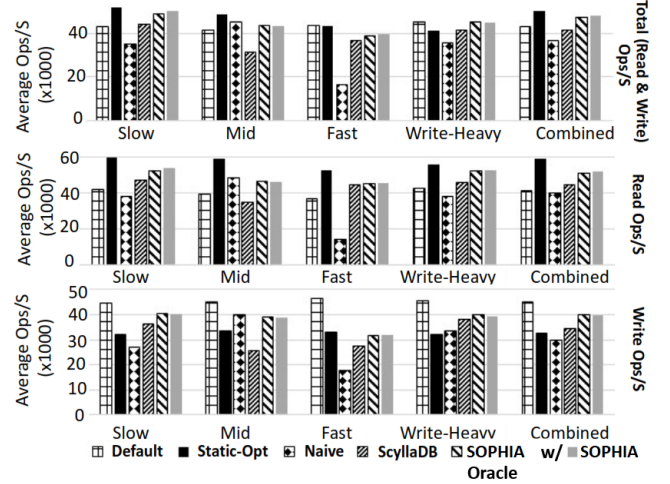 Average Ops/S
(x1000)
40
20
0
Slow
Mid
Fast
Write-Heavy
Combined
Total (Read & Write)
Ops/S
Average Ops/S
(x1000)
60
40
20
0
Slow
Mid
Fast
Write-Heavy
Combined
Read Ops/S
Average Ops/S
(x1000)
50
40
30
20
10
0
Slow
Mid
Fast
Write-Heavy
Combined
Write Ops/S
Default
Static-Opt
Naive
ScyllaDB
SOPHIA w/ Oracle
SOPHIA